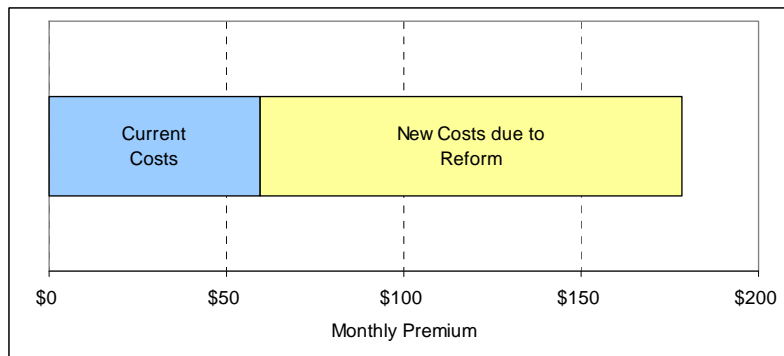 Current
Costs
New Costs due to
Reform
$0
$50
$100
$150
$200
Monthly Premium